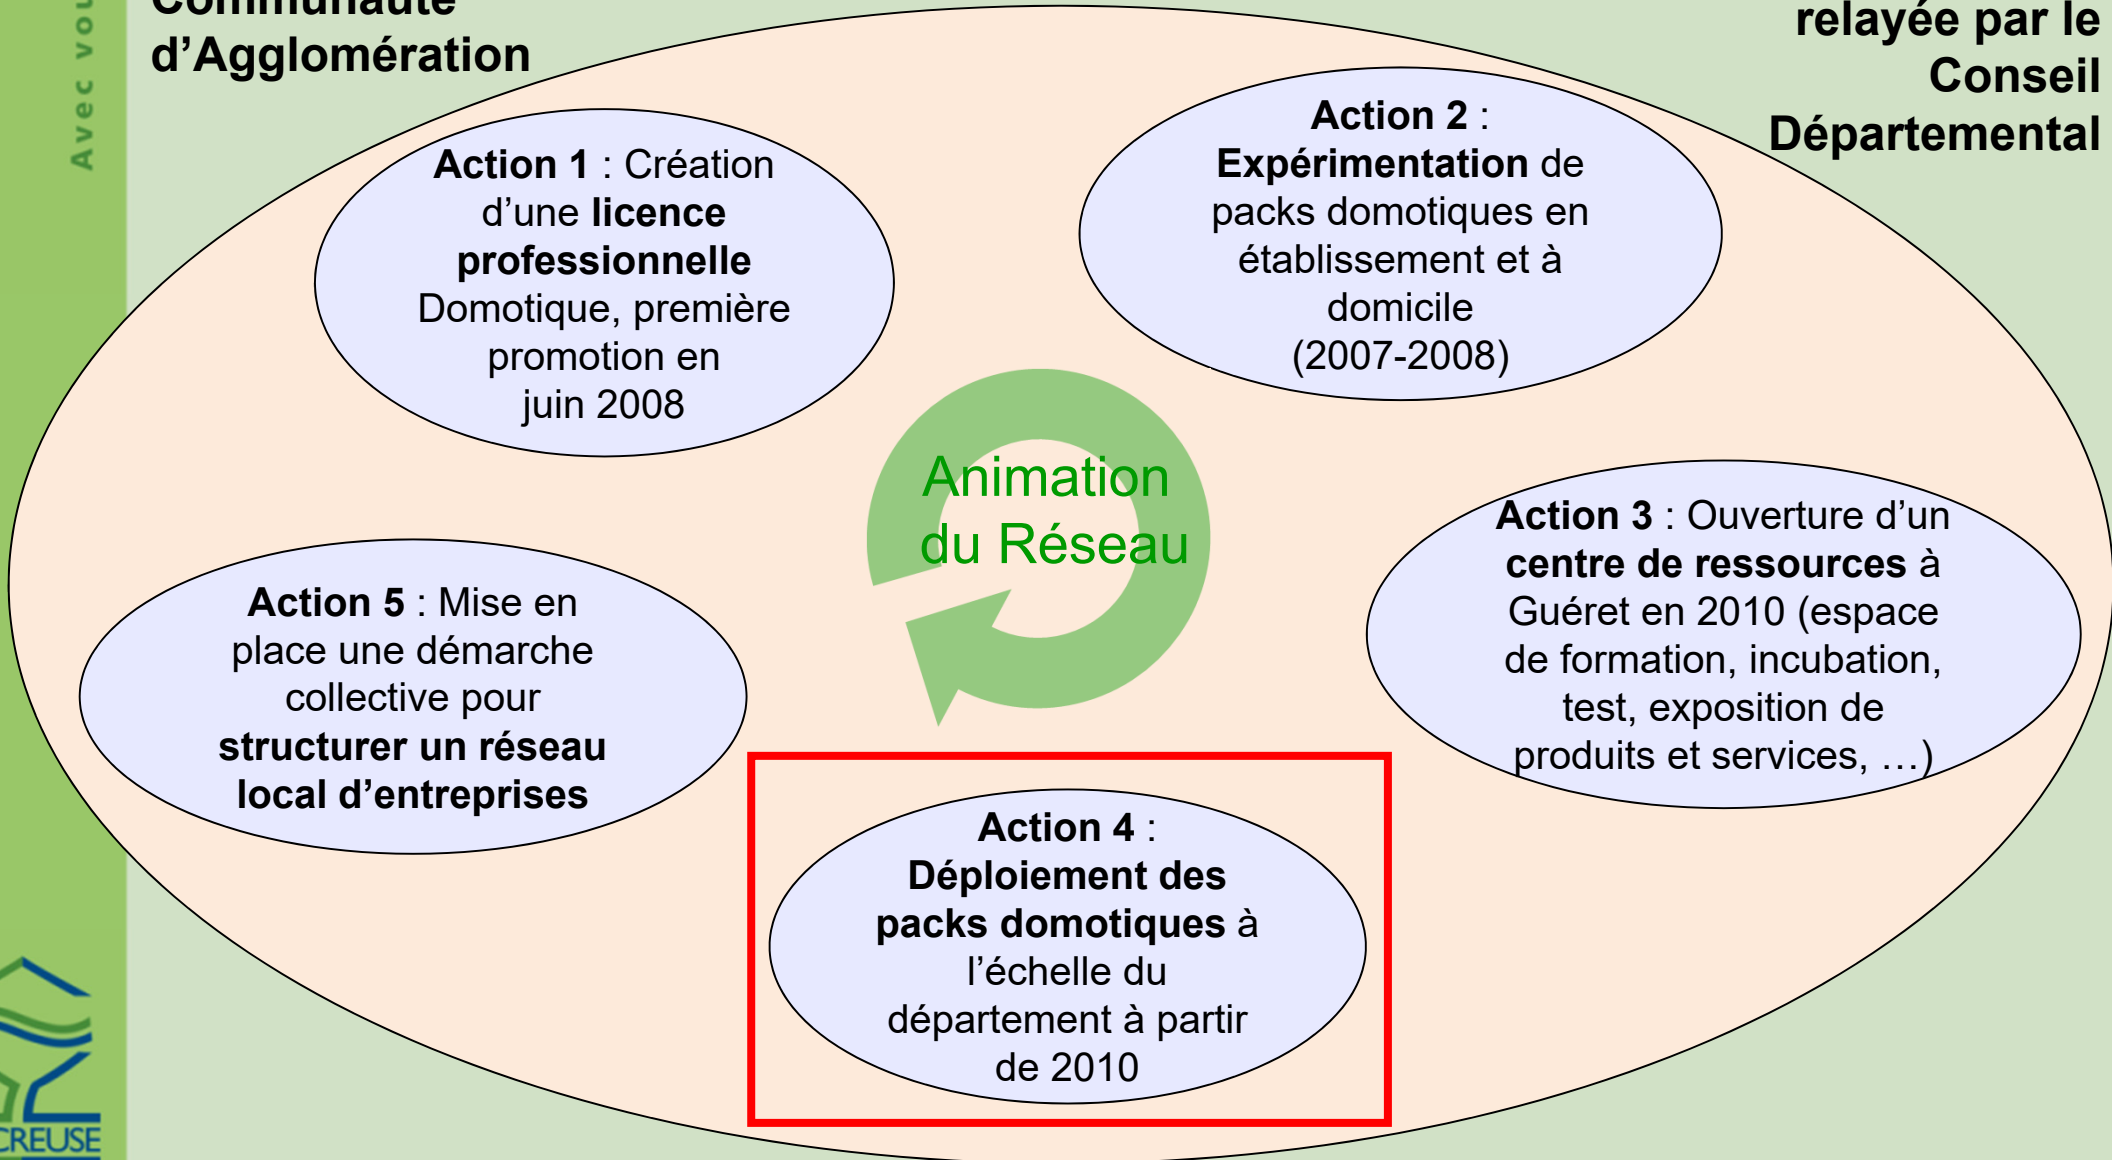 Communauté
d’Agglomération
relayée par le
Conseil
Départemental
Avec
Action 1 : Création
d’une licence
professionnelle
Domotique, première
promotion en
juin 2008
Action 2 :
Expérimentation de
packs domotiques en
établissement et à
domicile
(2007-2008)
Animation
du Réseau
Action 3 : Ouverture d’un
centre de ressources à
Guéret en 2010 (espace
de formation, incubation,
test, exposition de
produits et services, …)
Action 5 : Mise en
place une démarche
collective pour
structurer un réseau
local d’entreprises
Action 4 :
Déploiement des
packs domotiques à
l’échelle du
département à partir
de 2010
CREUSE